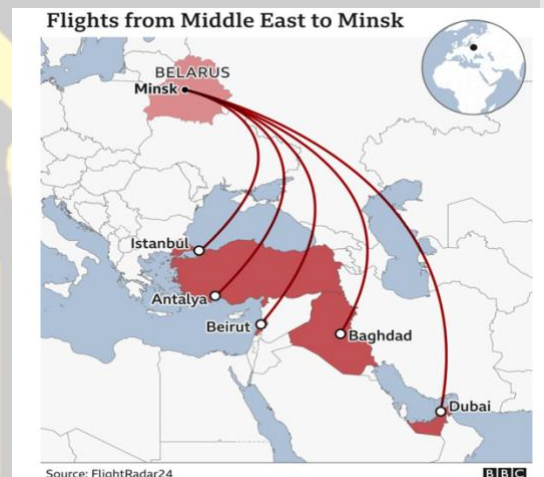 Flights from Middle East to Minsk
BELARUS
Minsk
Istanbul
Antalya
Beirut
Baghdad
Dubai
Source: FlightRadar24
BBC